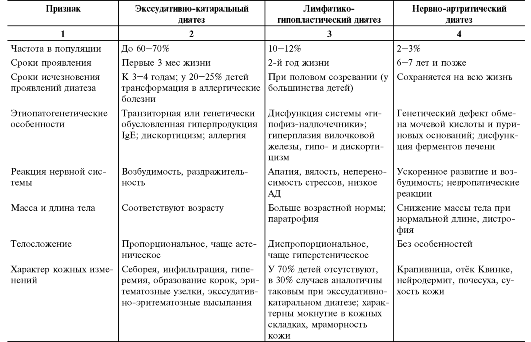 Признак Экссудативно-катаральный диатез Лимфатико-гипопластический диатез Нервно-артритический диатез
1 2 3 4
Частота в популяции До 60—70% 10—12% 2—3%
Сроки проявления Первые 3 мес жизни 2-й год жизни 6—7 лет и позже
Сроки исчезновения проявлений диатеза
К 3—4 годам; у 20—25% детей трансформация в аллергические болезни
При половом созревании (у большинства детей)
Сохраняется на всю жизнь
Этиопатогенетические особенности
Транзиторная или генетически обусловленная гиперпродукция IgE; дискортицизм; аллергия
Дисфункция системы «гипофиз-надпочечники»; гиперплазия вилочковой железы, гипо- и дискортицизм
Генетический дефект обмена мочевой кислоты и пуриновых оснований; дисфункция ферментов печени
Реакция нервной системы
Возбудимость, раздражительность
Апатия, вялость, непереносимость стрессов, низкое АД
Ускоренное развитие и возбудимость; невропатические реакции
Масса и длина тела
Соответствуют возрасту
Больше возрастной нормы; паратрофия
Снижение массы тела при нормальной длине, дистрофия
Телосложение
Пропорциональное, чаще астеническое
Диспропорциональное, чаще гиперстеническое
Без особенностей
Характер кожных изменений
Себорея, инфильтрация, гиперемия, образование корок, эритематозные узелки, экссудативно-эритематозные высыпания
У 70% детей отсутствуют, в 30% случаев аналогичны таковым при экссудативно-катаральном диатезе; характерны мокнутие в кожных складках, мраморность кожи
Крапивница, отёк Квинке, нейродермит, почесуха, сухость кожи